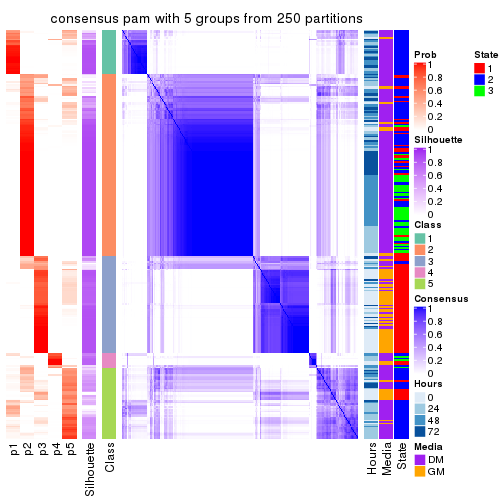 consensus pam with 5 groups from 250 partitions
Prob
1
0.8
0.6
0.4
0.2
0
State
1
2
3
Silhouette
1
0.8
0.6
0.4
0.2
0
Class
1
2
3
4
5
Consensus
1
0.8
0.6
0.4
0.2
0
Hours
0
24
48
72
Media
DM
GM
p1
p2
p3
p4
p5
Silhouette
Class
Hours
Media
State